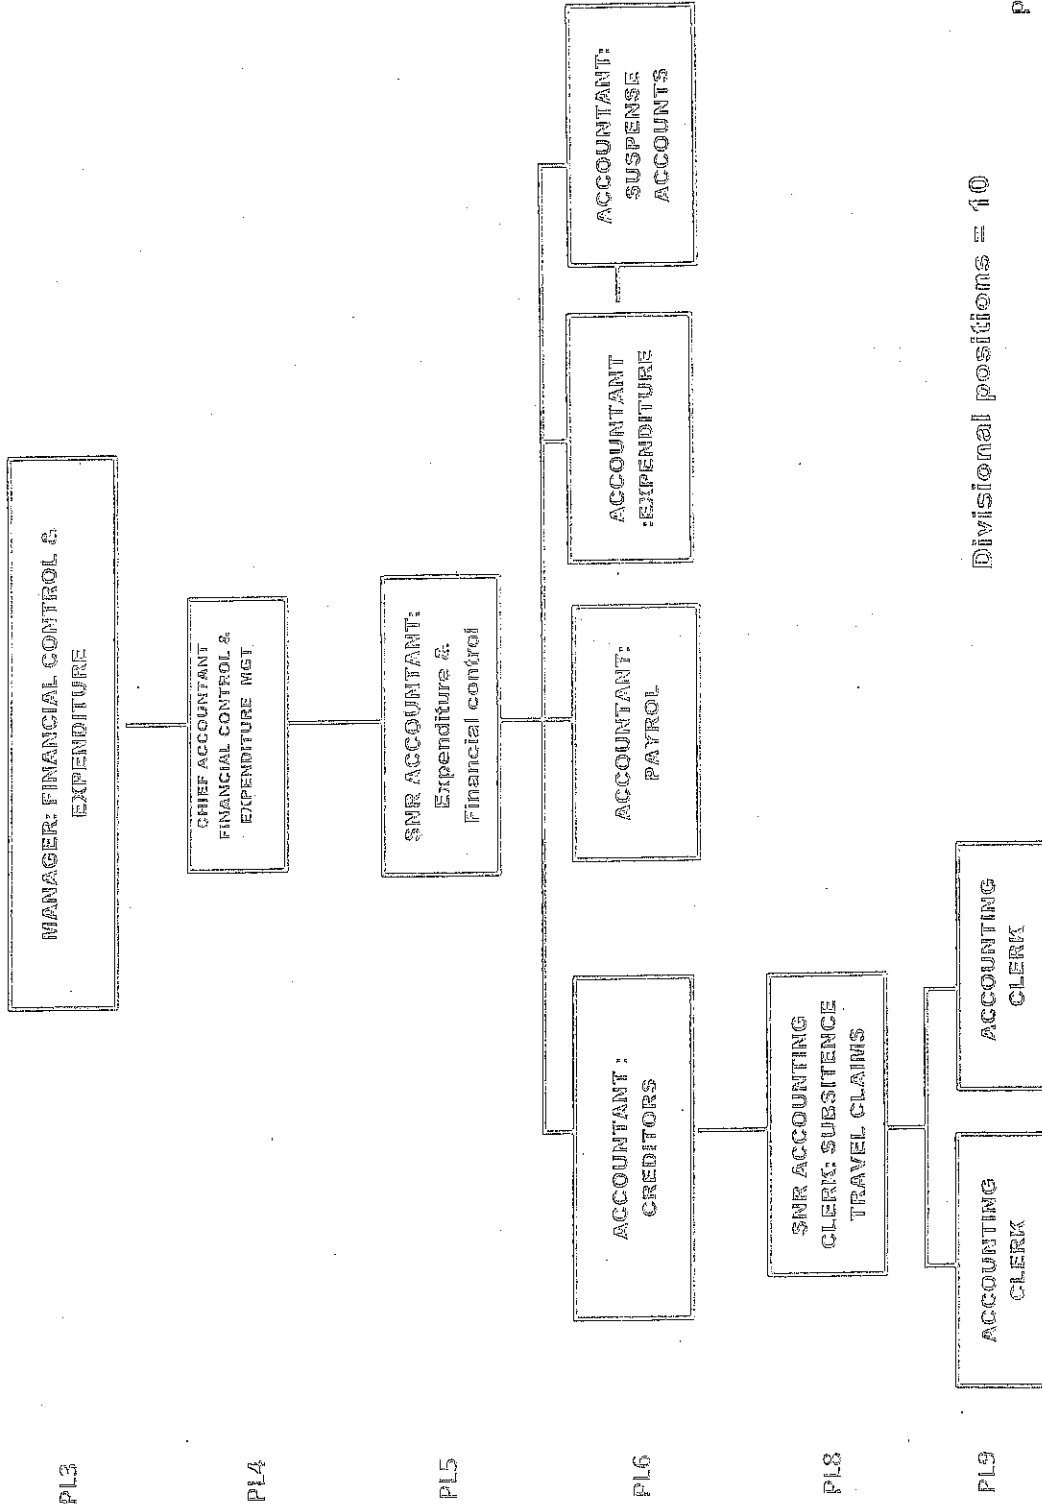 PL3
MANAGER: FINANCIAL CONTROL &
EXPENDITURE
PL4
CHIEF ACCOUNTANT
FINANCIAL CONTROL &
EXPENDITURE MGT
PL5
SNR ACCOUNTANT:
Expenditure &
Financial control
PL6
ACCOUNTANT :
CREDITORS
ACCOUNTANT:
PAYROL
ACCOUNTANT
:EXPENDITURE
ACCOUNTANT:
SUSPENSE
ACCOUNTS
PL8
SNR ACCOUNTING
CLERK: SUBSITENCE
TRAVEL CLAIMS
PL9
ACCOUNTING
CLERK
ACCOUNTING
CLERK
Divisional positions = 10